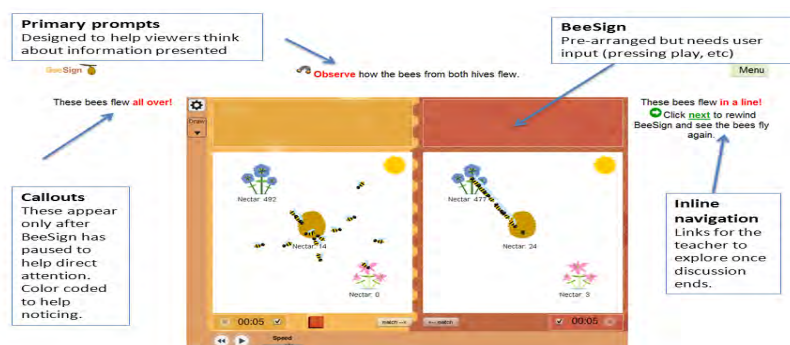 Primary prompts
Designed to help viewers think
about information presented
BeeSign
Pre-arranged but needs user
input (pressing play, etc)
BeeSign
Observe how the bees from both hives flew.
Menu
These bees flew all over!
These bees flew in a line!
Click next to rewind
BeeSign and see the bees fly
again.
Draw
Nectar: 492
Nectar: 14
Nectar: 0
Nectar: 477
Nectar: 24
Nectar: 3
Callouts
These appear
only after
BeeSign has
paused to
help direct
attention.
Color coded
to help
noticing.
Inline
navigation
Links for the
teacher to
explore once
discussion
ends.
00:05
match -->
<-- match
00:05
Speed